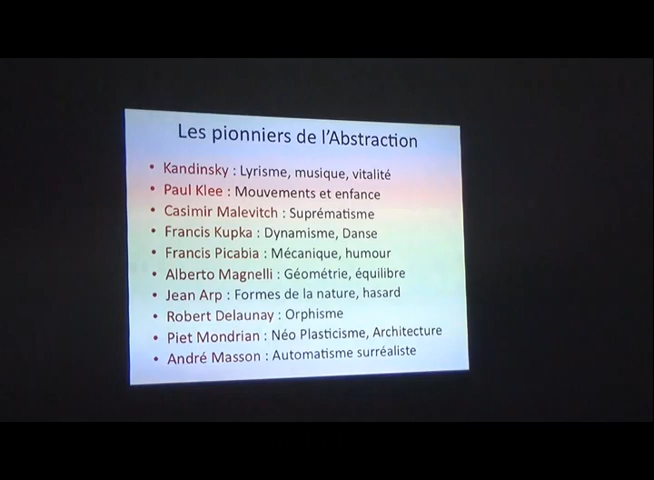 Les pionniers de l'Abstraction
• Kandinsky : Lyrisme, musique, vitalité
• Paul Klee : Mouvements et enfance
• Casimir Malevitch : Suprématisme
• Francis Kupka : Dynamisme, Danse
• Francis Picabia : Mécanique, humour
• Alberto Magnelli : Géométrie, équilibre
• Jean Arp : Formes de la nature, hasard
• Robert Delaunay : Orphisme
• Piet Mondrian : Néo Plasticisme, Architecture
• André Masson : Automatisme surréaliste